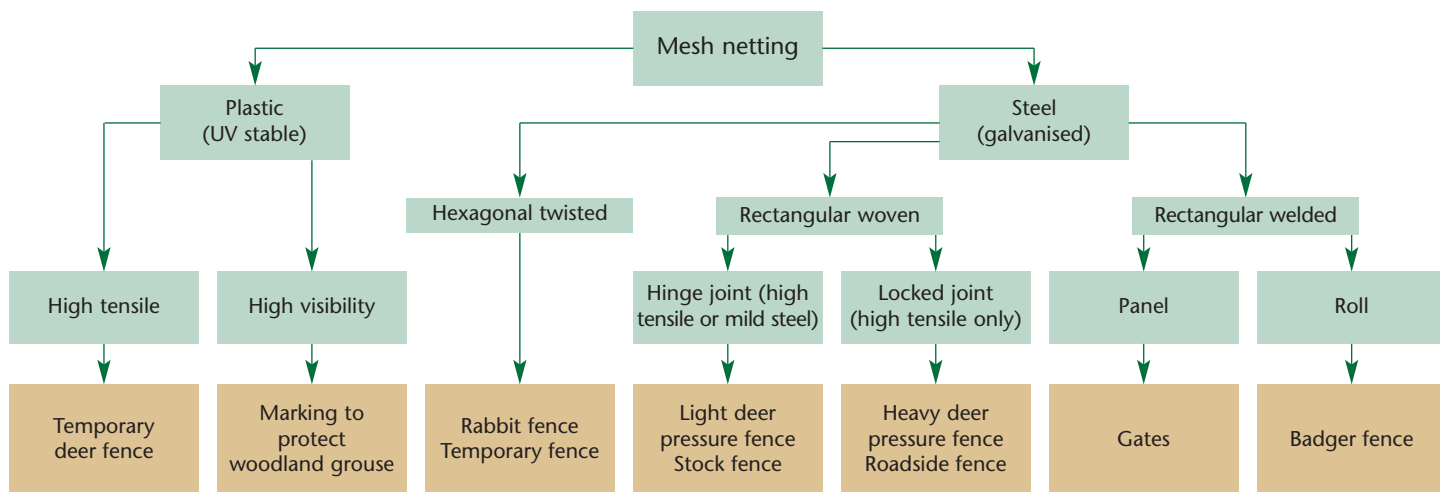 Mesh netting
Plastic
(UV stable)
Steel
(galvanised)
Hexagonal twisted
Rectangular woven
Rectangular welded
High tensile
High visibility
Hinge joint (high
tensile or mild steel)
Locked joint
(high tensile only)
Panel
Roll
Temporary
deer fence
Marking to
protect
woodland grouse
Rabbit fence
Temporary fence
Light deer
pressure fence
Stock fence
Heavy deer
pressure fence
Roadside fence
Gates
Badger fence